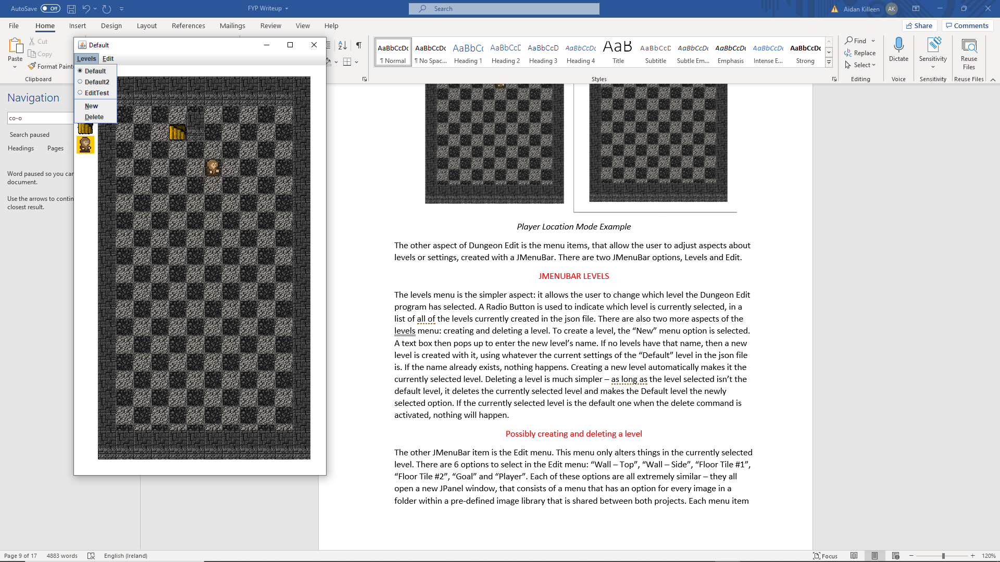 AutoSave Off
FYP Writeup
Search
Aidan Killeen AK
File Home Insert Design Layout References Mailings Review View Help
Share Comments
Paste
Cut
Copy
Clipboard
AaBbCcDc
¶ Normal
AaBbCcDc
¶ No Spac...
Heading 1
AaBbCcD
Heading 3
AaBbCcDc
Heading 4
Heading 2
AaB
Title
AaBbCcD
Subtitle
AaBbCcDc
Subtle Em...
AaBbCcDc
Emphasis
AaBbCcDc
Intense E...
AaBbCcDc
Strong
Styles
Find
Replace
Select
Editing
Dictate
Voice
Sensitivity
Sensitivity
Reuse
Files
Reuse Files
Default
Levels Edit
Default
Default2
EditTest
New
Delete
Navigation
co-o
Search paused
Headings Pages
Word paused so you can
document.
Use the arrows to contin
closest result.
Player Location Mode Example
The other aspect of Dungeon Edit is the menu items, that allow the user to adjust aspects about
levels or settings, created with a JMenuBar. There are two JMenuBar options, Levels and Edit.
JMENUBAR LEVELS
The levels menu is the simpler aspect: it allows the user to change which level the Dungeon Edit
program has selected. A Radio Button is used to indicate which level is currently selected, in a
list of all of the levels currently created in the json file. There are also two more aspects of the
levels menu: creating and deleting a level. To create a level, the “New” menu option is selected.
A text box then pops up to enter the new level’s name. If no levels have that name, then a new
level is created with it, using whatever the current settings of the “Default” level in the json file
is. If the name already exists, nothing happens. Creating a new level automatically makes it the
currently selected level. Deleting a level is much simpler – as long as the level selected isn’t the
default level, it deletes the currently selected level and makes the Default level the newly
selected option. If the currently selected level is the default one when the delete command is
activated, nothing will happen.
Possibly creating and deleting a level
The other JMenuBar item is the Edit menu. This menu only alters things in the currently selected
level. There are 6 options to select in the Edit menu: “Wall – Top”, “Wall – Side”, “Floor Tile #1”,
“Floor Tile #2”, “Goal” and “Player”. Each of these options are all extremely similar – they all
open a new JPanel window, that consists of a menu that has an option for every image in a
folder within a pre-defined image library that is shared between both projects. Each menu item
Page 9 of 17 4883 words English (Ireland)
Focus
120%